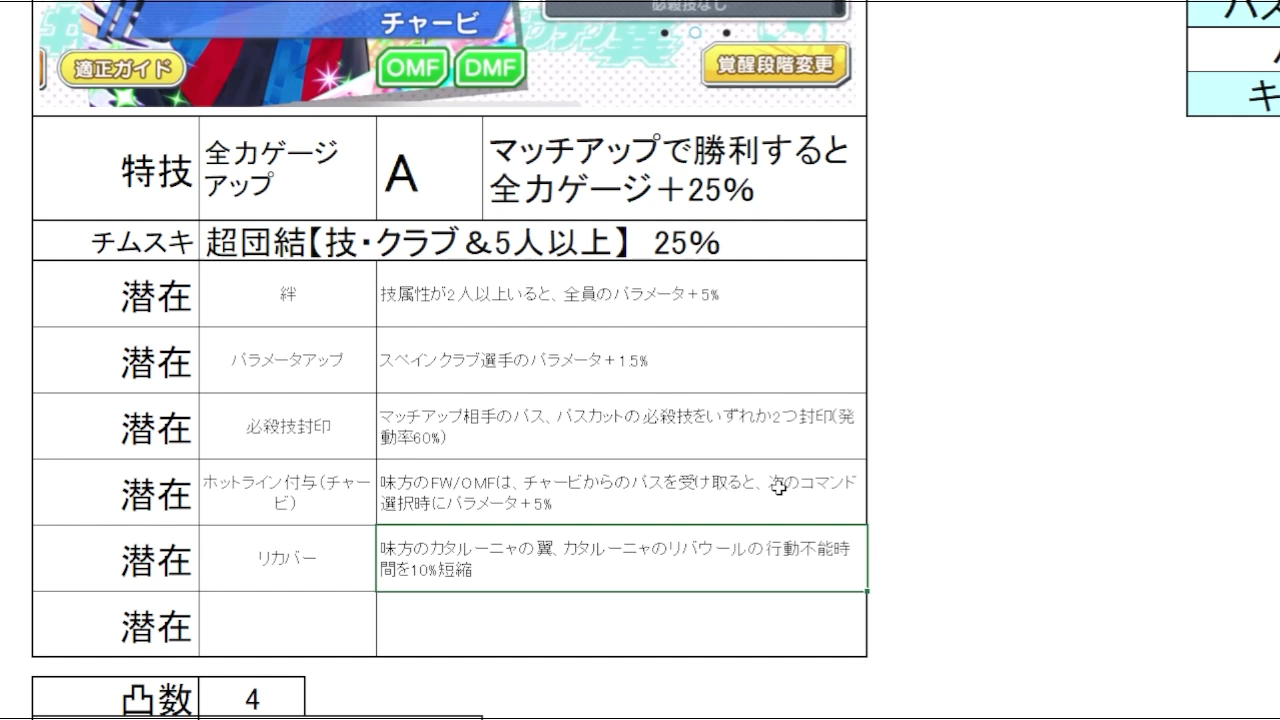 必殺技なし
チャービ
適正ガイド
OMF
DMF
覚醒段階変更
キ
特技
全力ゲージ
アップ
A
マッチアップで勝利すると
全力ゲージ＋25％
チムスキ
超団結【技・クラブ＆5人以上】 25％
潜在
絆
技属性が2人以上いると、全員のパラメータ＋5％
潜在
パラメータアップ
スペインクラブ選手のパラメータ＋1.5％
潜在
必殺技封印
マッチアップ相手のパス、パスカットの必殺技をいずれか2つ封印(発
動率60％)
潜在
ホットライン付与(チャー
ビ)
味方のFW/OMFは、チャービからのパスを受け取ると、次のコマンド
選択時にパラメータ＋5％
潜在
リカバー
味方のカタルーニャの翼、カタルーニャのリバウールの行動不能時
間を10％短縮
潜在
凸数
4